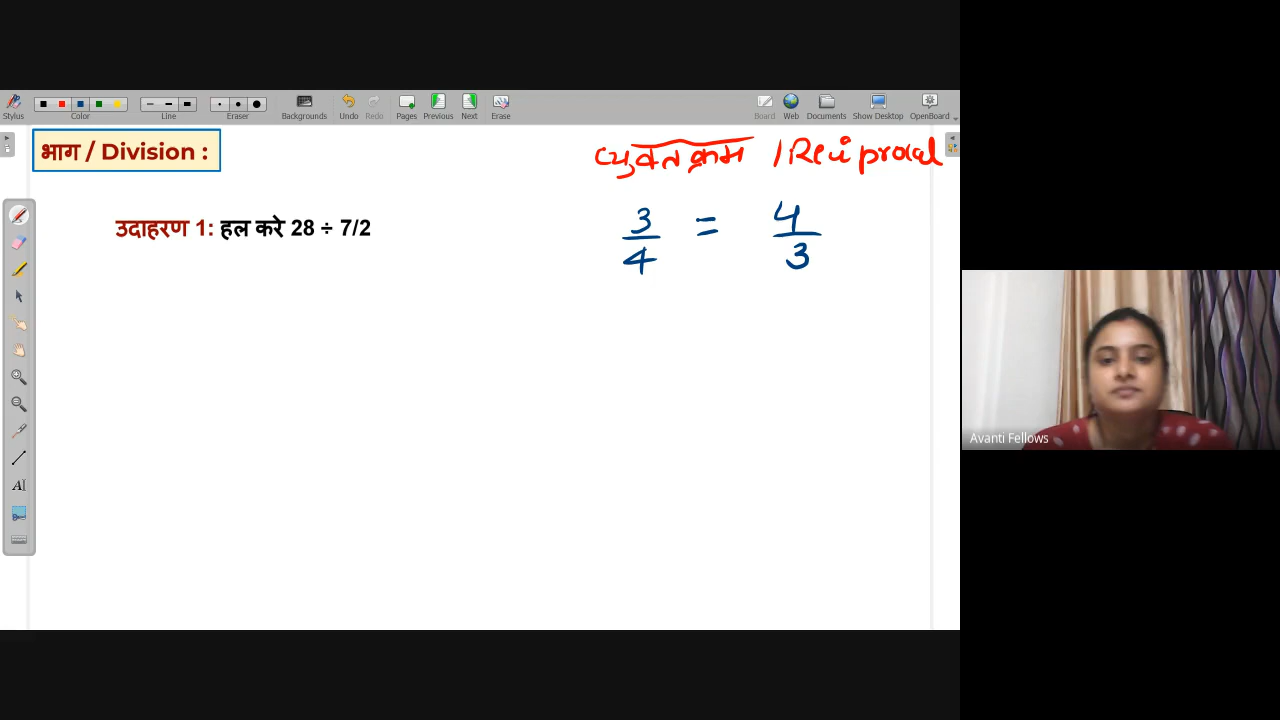 Stylus Color Line Eraser Backgrounds Undo Redo Pages Previous Next Erase Board Web Documents Show Desktop OpenBoard
भाग / Division :
व्युवतक्रम / Reciprocal
उदाहरण 1: हल करे 28 ÷ 7/2
3/4 = 4/3
Avanti Fellows